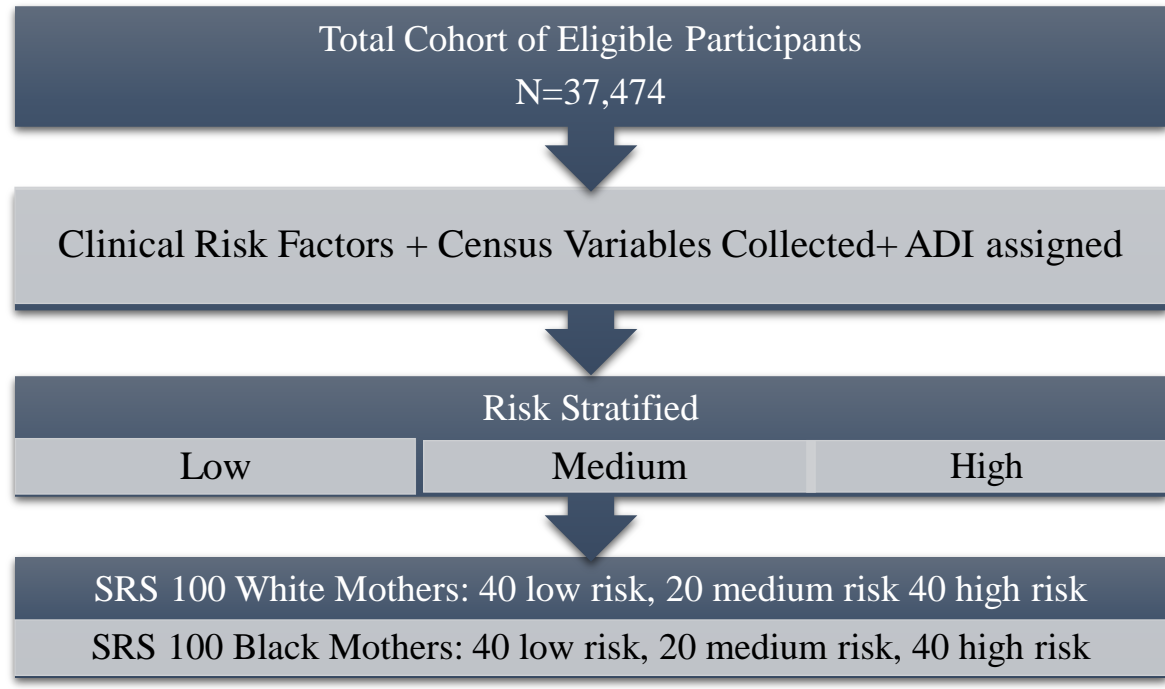 Total Cohort of Eligible Participants
N=37,474
Clinical Risk Factors + Census Variables Collected+ ADI assigned
Risk Stratified
Low Medium High
SRS 100 White Mothers: 40 low risk, 20 medium risk 40 high risk
SRS 100 Black Mothers: 40 low risk, 20 medium risk, 40 high risk